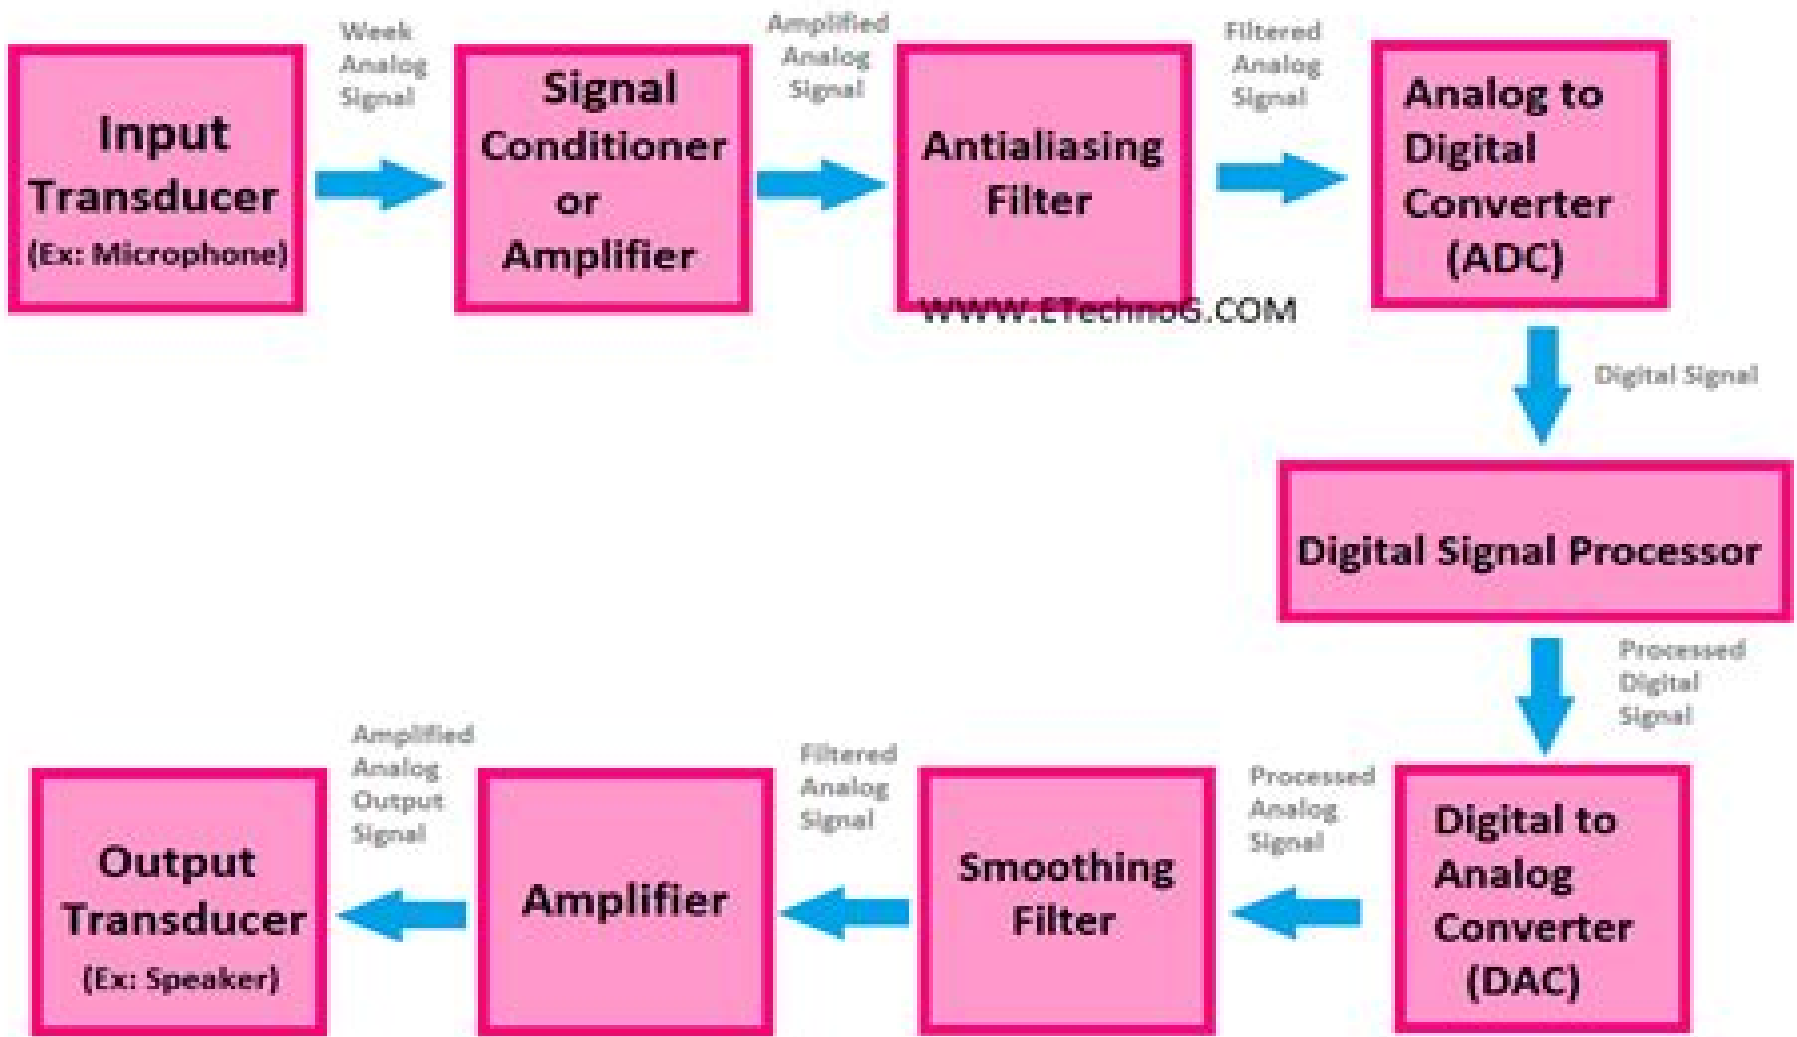 Input
Transducer
(Ex: Microphone)
Week
Analog
Signal
Signal
Conditioner
or
Amplifier
Amplified
Analog
Signal
Antialiasing
Filter
WWW.ETechnoG.COM
Filtered
Analog
Signal
Analog to
Digital
Converter
(ADC)
Digital Signal
Digital Signal Processor
Processed
Digital
Signal
Digital to
Analog
Converter
(DAC)
Processed
Analog
Signal
Smoothing
Filter
Filtered
Analog
Signal
Amplifier
Amplified
Analog
Output
Signal
Output
Transducer
(Ex: Speaker)